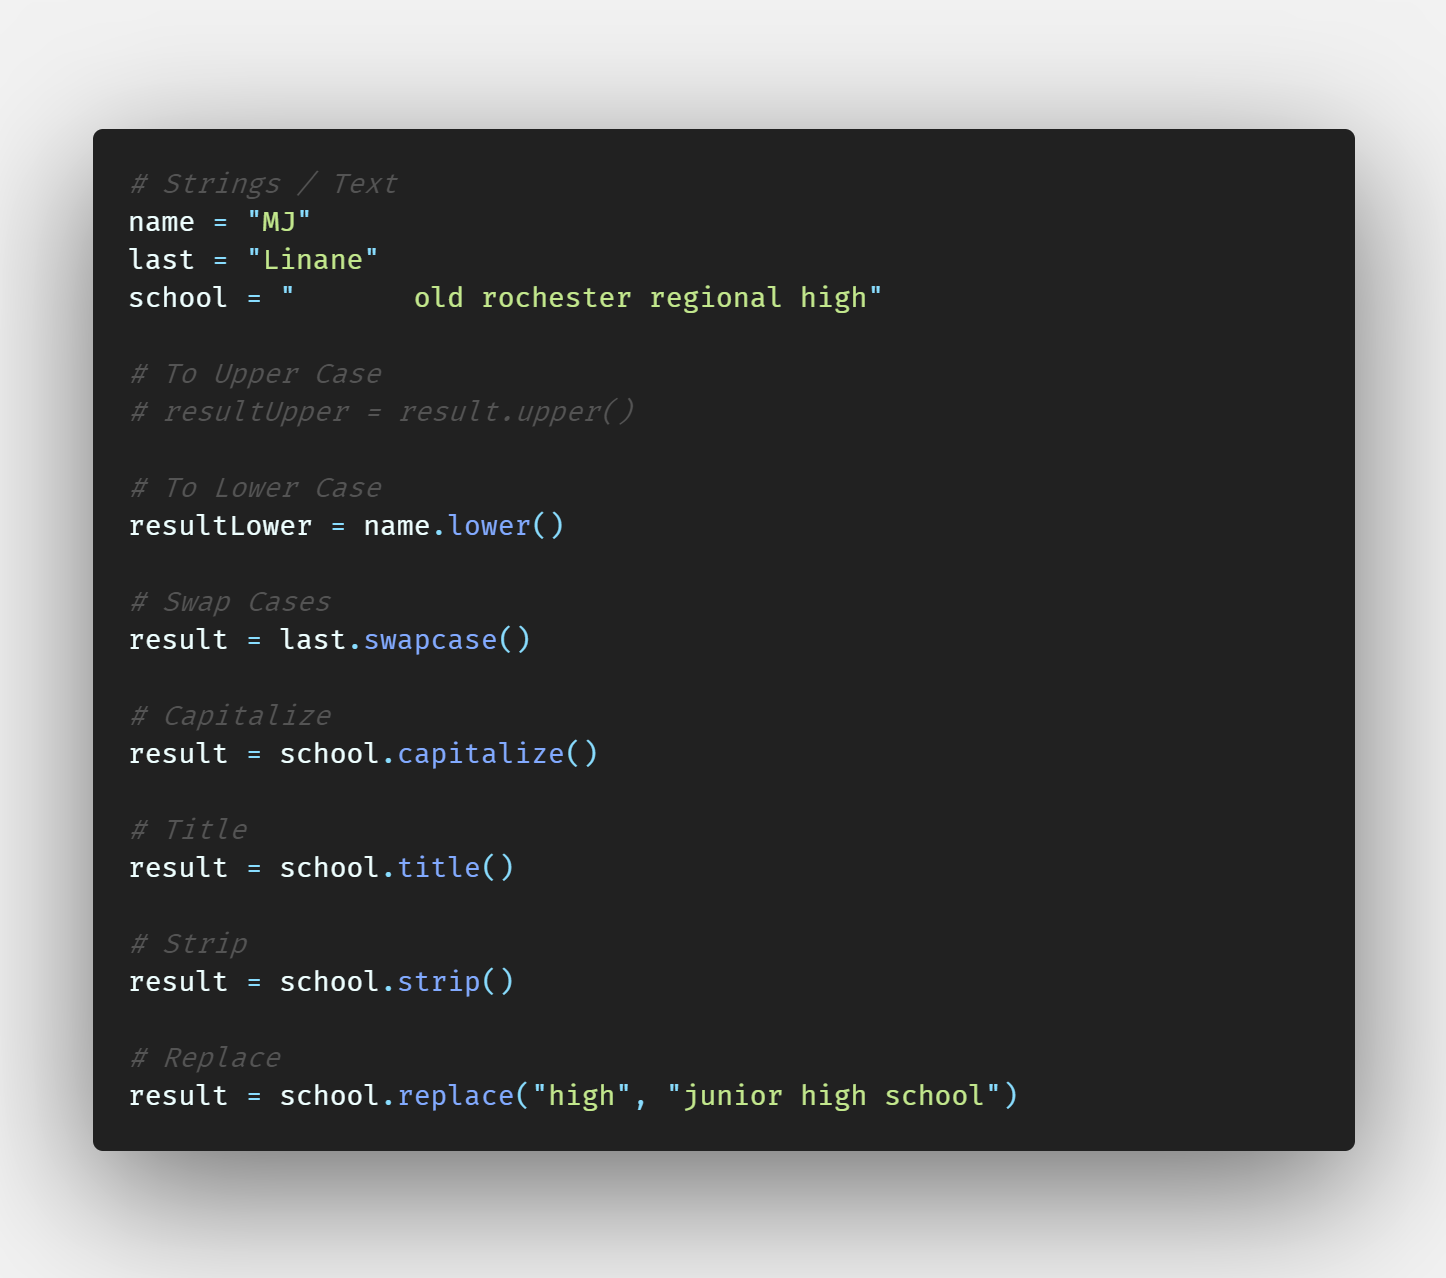 # Strings / Text
name = "MJ"
last = "Linane"
school = "       old rochester regional high"

# To Upper Case
# resultUpper = result.upper()

# To Lower Case
resultLower = name.lower()

# Swap Cases
result = last.swapcase()

# Capitalize
result = school.capitalize()

# Title
result = school.title()

# Strip
result = school.strip()

# Replace
result = school.replace("high", "junior high school")